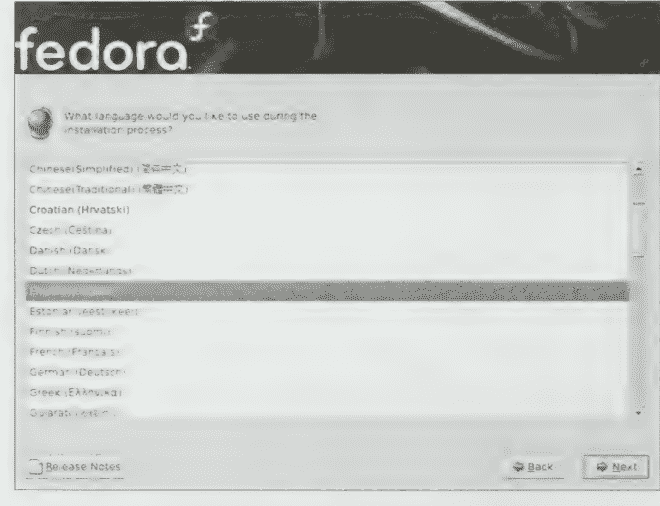 fedora
What language would you like to use during the
installation process?
Chinese(Simplified) (简体中文)
Chinese(Traditional) (繁體中文)
Croatian (Hrvatski)
Czech (Čeština)
Danish (Dansk)
Dutch (Nederlands)
Estonian (eesti keel)
Finnish (suomi)
French (Français)
German (Deutsch)
Greek (Ελληνικά)
Gujarati
Release Notes
Back
Next